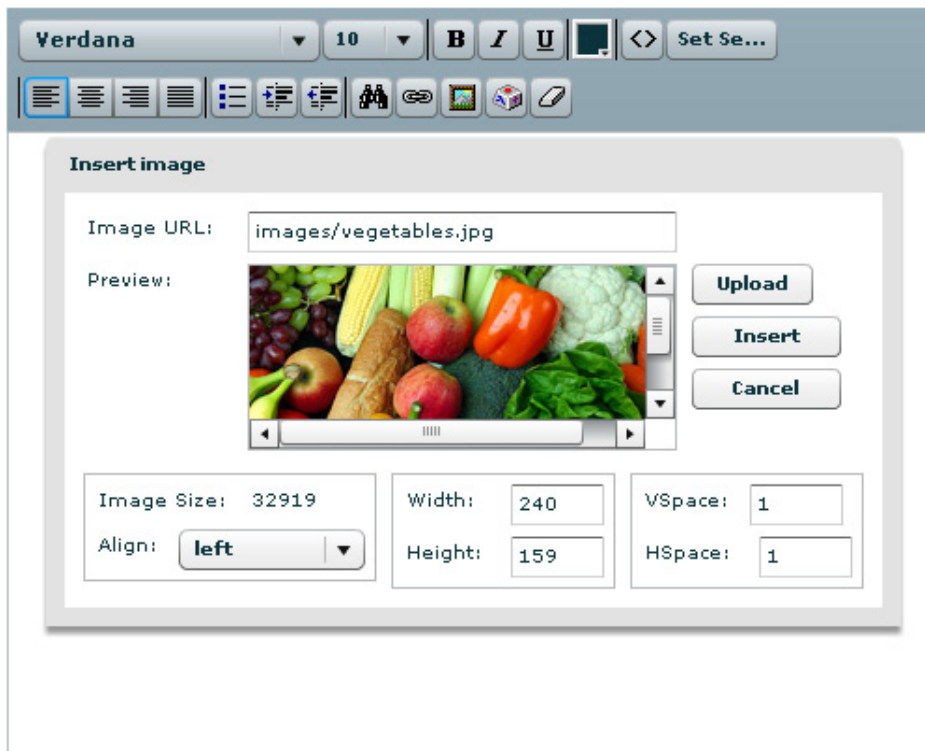 Verdana 10 B I U <> Set Se...
Insert image
Image URL: images/vegetables.jpg
Preview:
Upload
Insert
Cancel
Image Size: 32919
Align: left
Width: 240
Height: 159
VSpace: 1
HSpace: 1